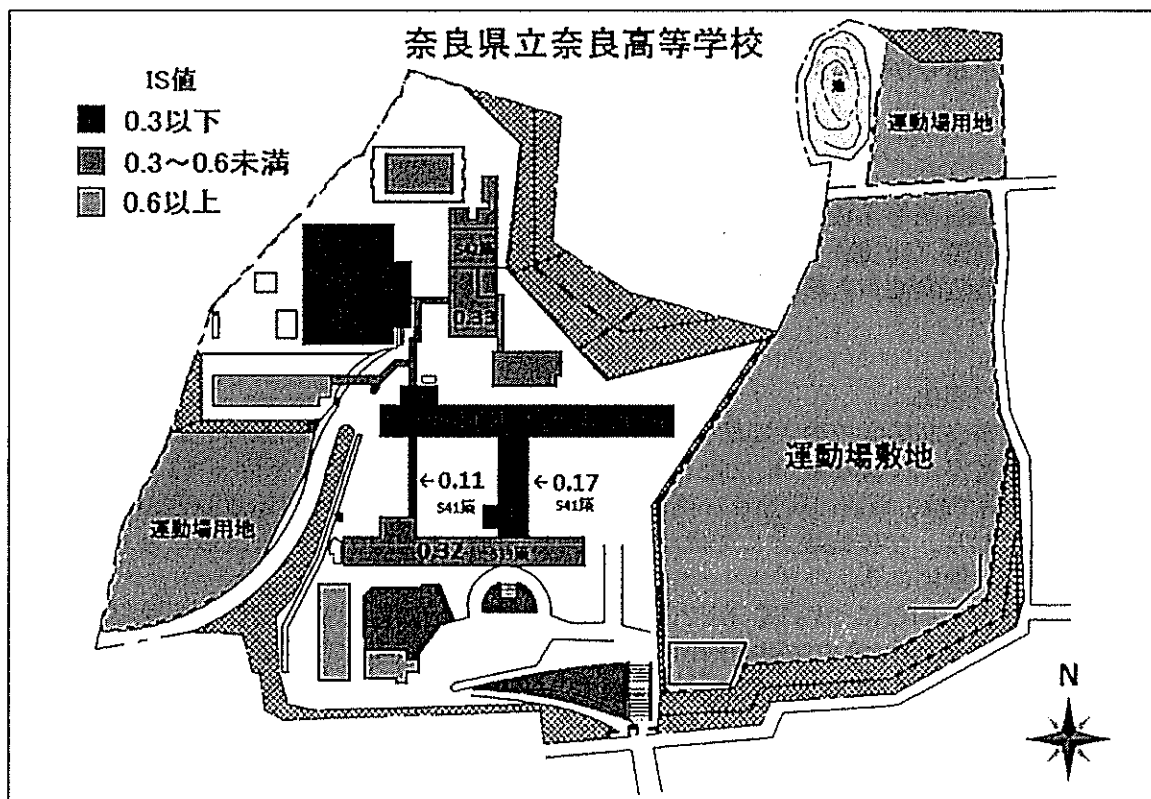 奈良県立奈良高等学校
IS値
0.3以下
0.3～0.6未満
0.6以上
運動場用地
0.33
運動場敷地
←0.11
S41築
←0.17
S41築
運動場用地
0.32
N